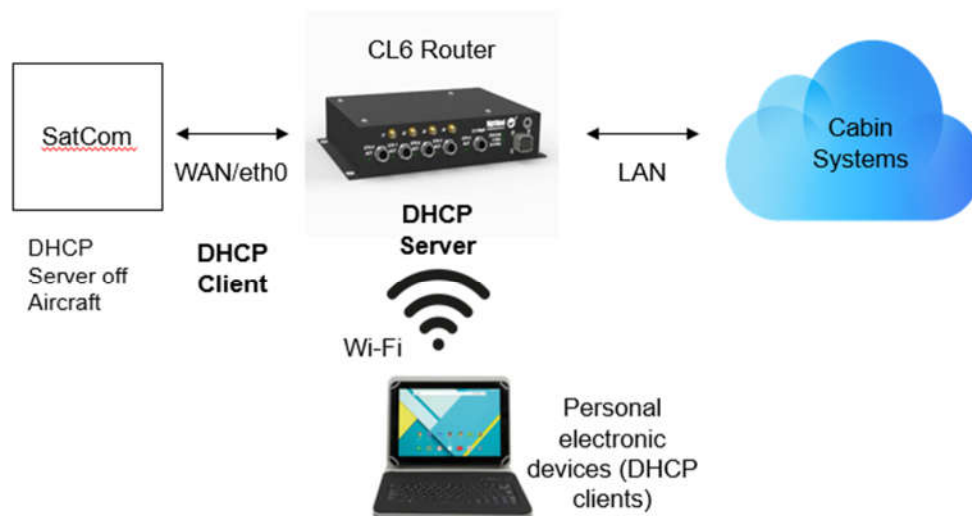 CL6 Router
SatCom
WAN/eth0
LAN
Cabin
Systems
DHCP
Server off
Aircraft
DHCP
Client
DHCP
Server
Wi-Fi
Personal
electronic
devices (DHCP
clients)